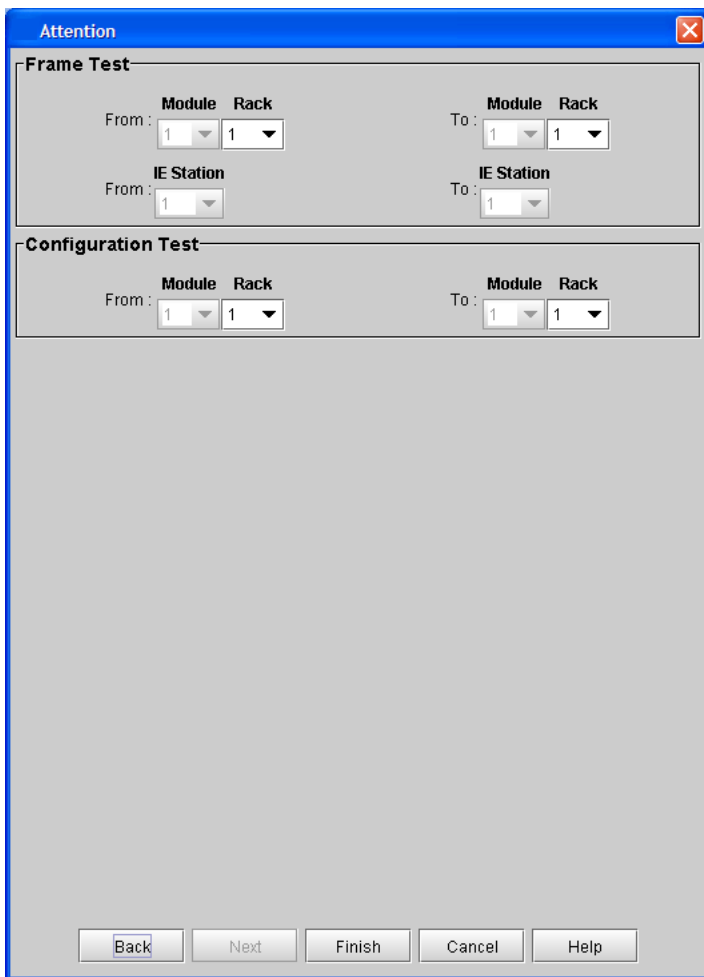 Attention
Frame Test
Module Rack Module Rack
From : 1 1 To : 1 1
IE Station IE Station
From : 1 To : 1
Configuration Test
Module Rack Module Rack
From : 1 1 To : 1 1
Back Next Finish Cancel Help